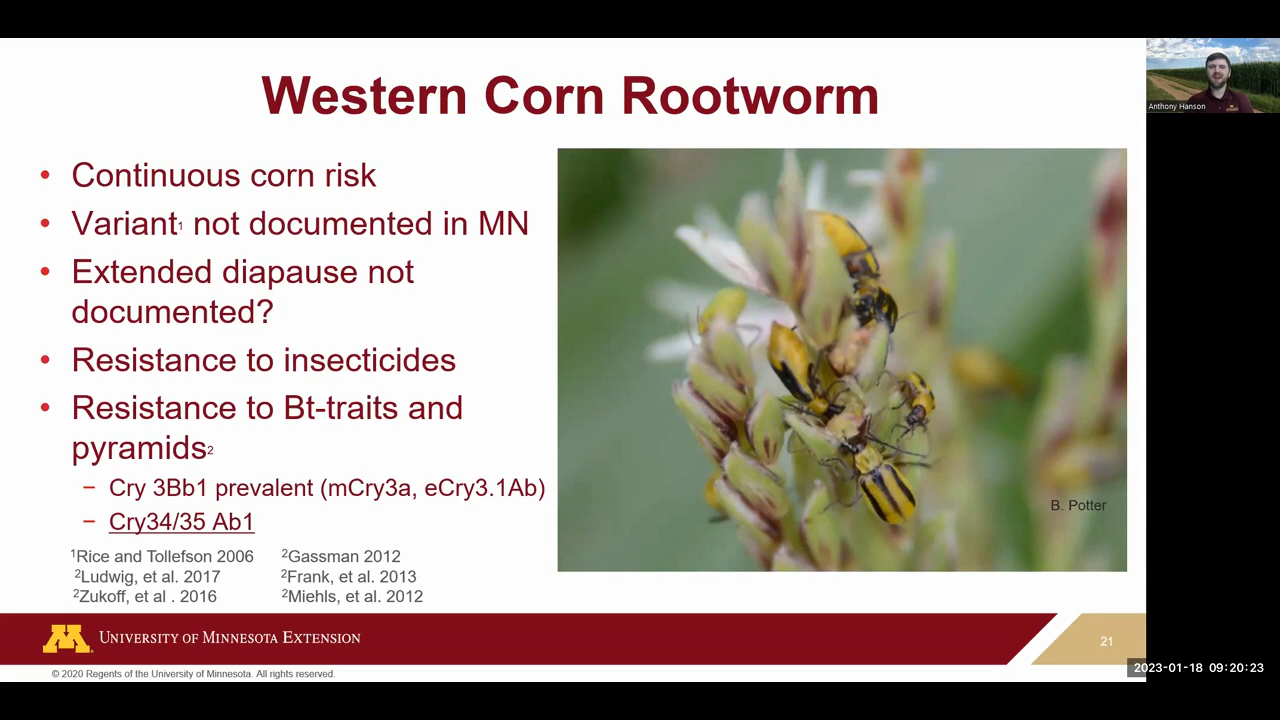 Western Corn Rootworm
Anthony Hanson
• Continuous corn risk
• Variant¹ not documented in MN
• Extended diapause not
documented?
• Resistance to insecticides
• Resistance to Bt-traits and
pyramids²
− Cry 3Bb1 prevalent (mCry3a, eCry3.1Ab)
− Cry34/35 Ab1
B. Potter
¹Rice and Tollefson 2006
²Ludwig, et al. 2017
²Zukoff, et al . 2016
²Gassman 2012
²Frank, et al. 2013
²Miehls, et al. 2012
M
UNIVERSITY OF MINNESOTA EXTENSION
21
2023-01-18 09:20:23
© 2020 Regents of the University of Minnesota. All rights reserved.